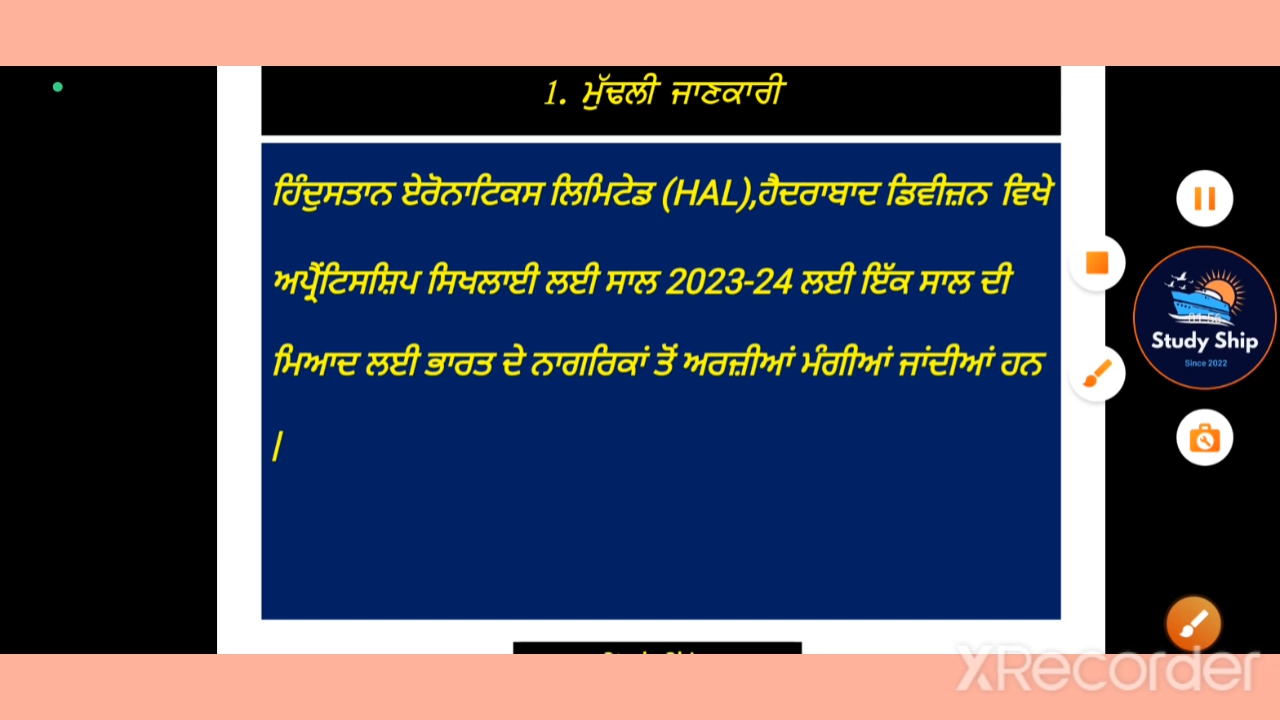 1. ਮੁੱਢਲੀ ਜਾਣਕਾਰੀ
ਹਿੰਦੁਸਤਾਨ ਏਰੋਨਾਟਿਕਸ ਲਿਮਿਟੇਡ (HAL),ਹੈਦਰਾਬਾਦ ਡਿਵੀਜ਼ਨ ਵਿਖੇ
ਅਪ੍ਰੈਂਟਿਸਸ਼ਿਪ ਸਿਖਲਾਈ ਲਈ ਸਾਲ 2023-24 ਲਈ ਇੱਕ ਸਾਲ ਦੀ
ਮਿਆਦ ਲਈ ਭਾਰਤ ਦੇ ਨਾਗਰਿਕਾਂ ਤੋਂ ਅਰਜ਼ੀਆਂ ਮੰਗੀਆਂ ਜਾਂਦੀਆਂ ਹਨ
|
Study Ship
Since 2022
XRecorder